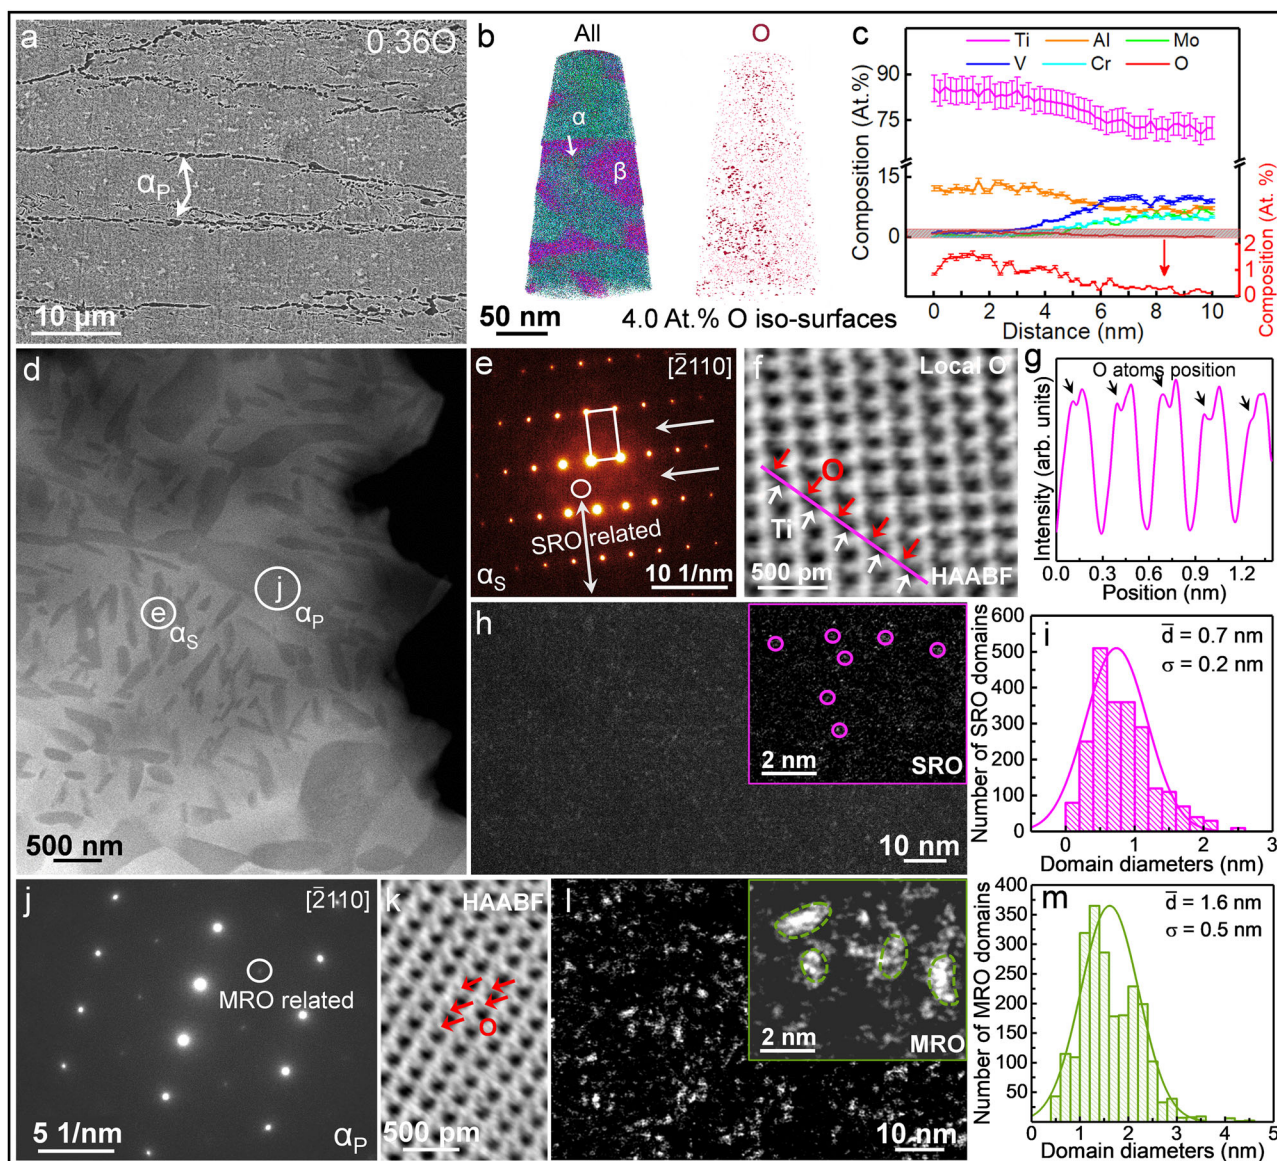 a
0.36O
α_P
10 µm
b
All
O
α
β
50 nm
4.0 At.% O iso-surfaces
c
Ti
Al
Mo
V
Cr
O
Composition (At.%)
90
75
15
0
2
1
0
Composition (At. %)
0 2 4 6 8 10
Distance (nm)
d
e
α_S
j
α_P
500 nm
e
[2̄110]
SRO related
α_S
10 1/nm
f
Local O
O
Ti
500 pm
HAABF
g
O atoms position
Intensity (arb. units)
0.0 0.3 0.6 0.9 1.2
Position (nm)
h
2 nm
SRO
10 nm
i
d̄ = 0.7 nm
σ = 0.2 nm
Number of SRO domains
600
500
400
300
200
100
0
0 1 2 3
Domain diameters (nm)
j
[2̄110]
MRO related
5 1/nm
α_P
k
HAABF
O
500 pm
l
2 nm
MRO
10 nm
m
d̄ = 1.6 nm
σ = 0.5 nm
Number of MRO domains
400
350
300
250
200
150
100
50
0 1 2 3 4 5
Domain diameters (nm)